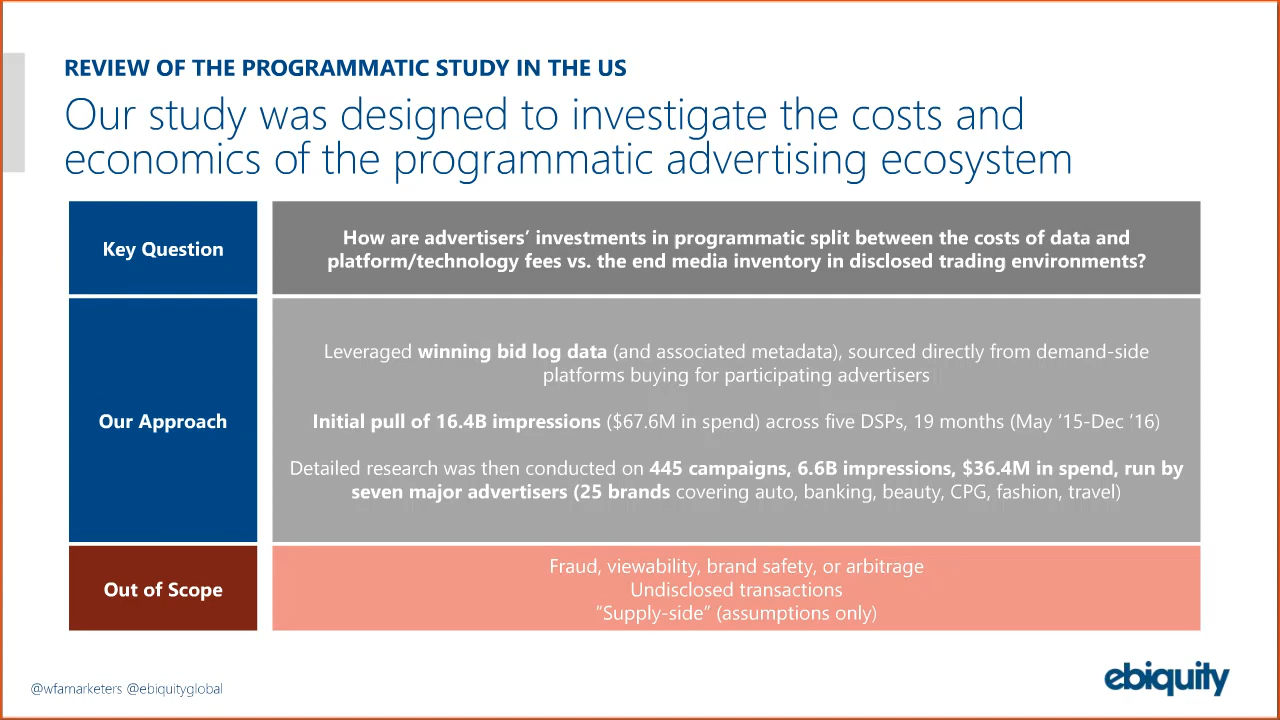 REVIEW OF THE PROGRAMMATIC STUDY IN THE US
Our study was designed to investigate the costs and
economics of the programmatic advertising ecosystem
Key Question
How are advertisers’ investments in programmatic split between the costs of data and
platform/technology fees vs. the end media inventory in disclosed trading environments?
Our Approach
Leveraged winning bid log data (and associated metadata), sourced directly from demand-side
platforms buying for participating advertisers
Initial pull of 16.4B impressions ($67.6M in spend) across five DSPs, 19 months (May ’15-Dec ’16)
Detailed research was then conducted on 445 campaigns, 6.6B impressions, $36.4M in spend, run by
seven major advertisers (25 brands covering auto, banking, beauty, CPG, fashion, travel)
Out of Scope
Fraud, viewability, brand safety, or arbitrage
Undisclosed transactions
“Supply-side” (assumptions only)
@wfamarketers @ebiquityglobal
ebiquity